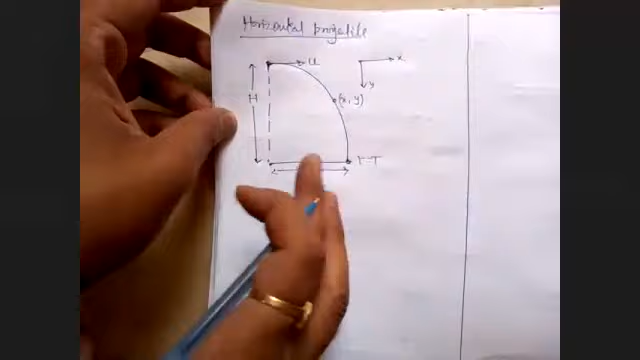 Horizontal projectile
u
x
y
H
(x, y)
t=T